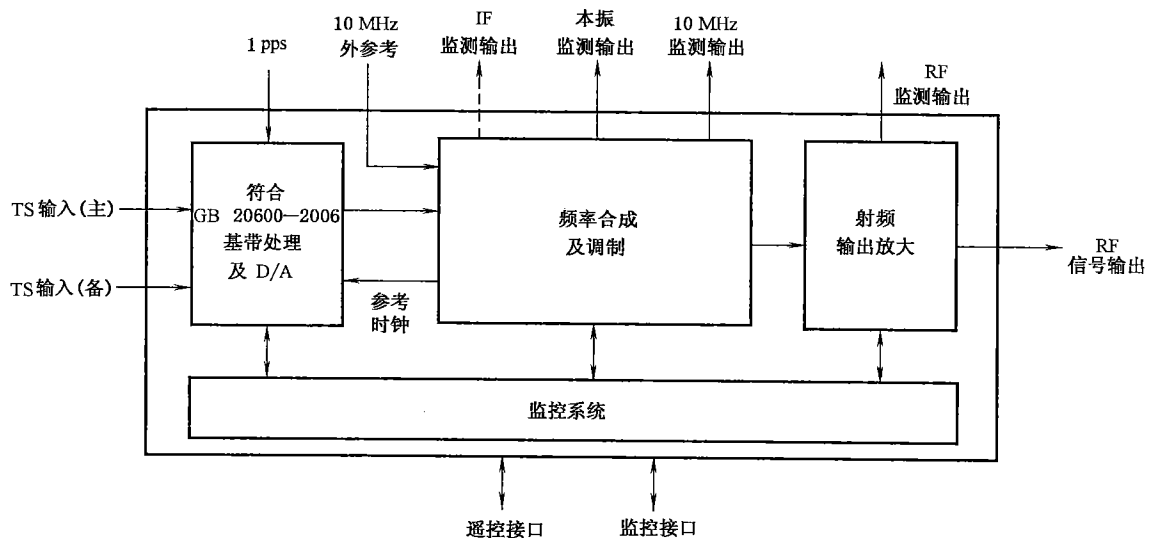 1 pps
10 MHz
外参考
IF
监测输出
本振
监测输出
10 MHz
监测输出
RF
监测输出
TS输入(主)
TS输入(备)
符合
GB 20600—2006
基带处理
及 D/A
参考
时钟
频率合成
及调制
射频
输出放大
RF
信号输出
监控系统
遥控接口
监控接口